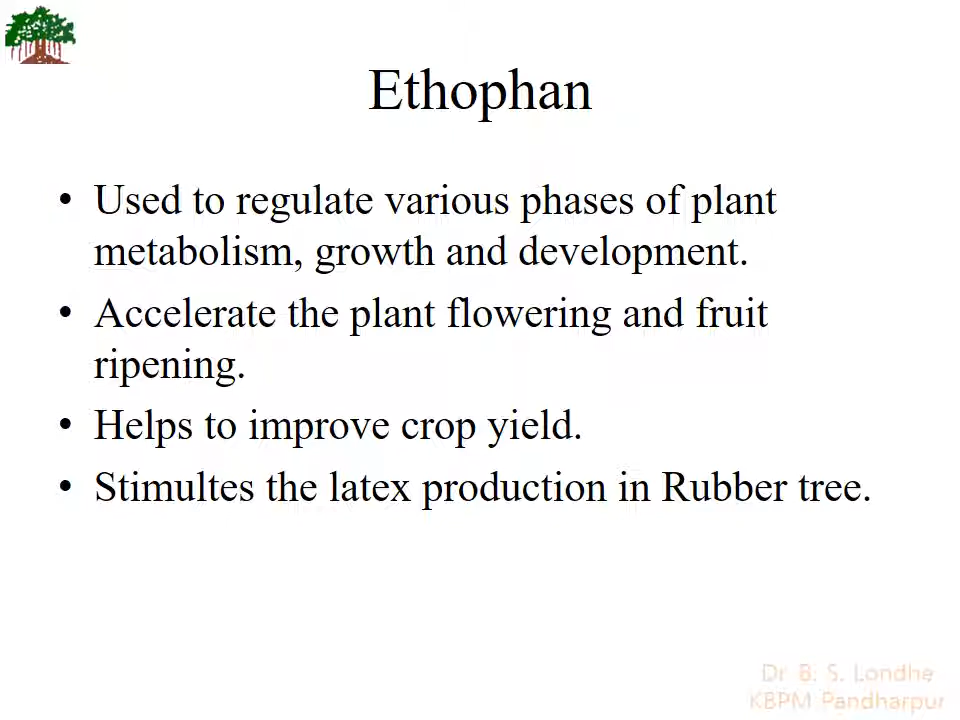 Ethophan
• Used to regulate various phases of plant
metabolism, growth and development.
• Accelerate the plant flowering and fruit
ripening.
• Helps to improve crop yield.
• Stimultes the latex production in Rubber tree.
Dr. B. S. Londhe
KBPM Pandharpur